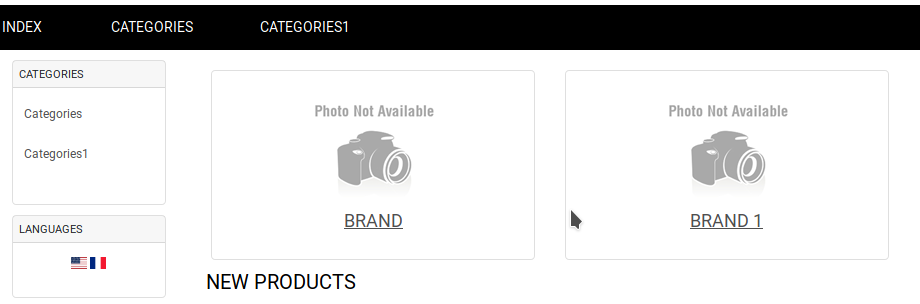 INDEX CATEGORIES CATEGORIES1
CATEGORIES
Categories
Categories1
LANGUAGES
Photo Not Available
BRAND
Photo Not Available
BRAND 1
NEW PRODUCTS